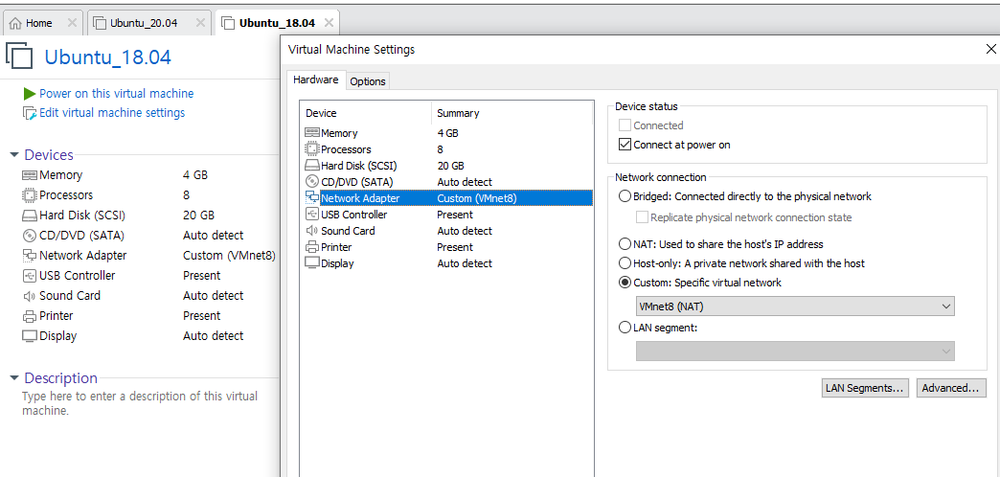 Home
Ubuntu_20.04
Ubuntu_18.04
Ubuntu_18.04
Power on this virtual machine
Edit virtual machine settings
Devices
Memory 4 GB
Processors 8
Hard Disk (SCSI) 20 GB
CD/DVD (SATA) Auto detect
Network Adapter Custom (VMnet8)
USB Controller Present
Sound Card Auto detect
Printer Present
Display Auto detect
Description
Type here to enter a description of this virtual
machine.
Virtual Machine Settings
Hardware Options
Device Summary
Memory 4 GB
Processors 8
Hard Disk (SCSI) 20 GB
CD/DVD (SATA) Auto detect
Network Adapter Custom (VMnet8)
USB Controller Present
Sound Card Auto detect
Printer Present
Display Auto detect
Device status
Connected
Connect at power on
Network connection
Bridged: Connected directly to the physical network
Replicate physical network connection state
NAT: Used to share the host's IP address
Host-only: A private network shared with the host
Custom: Specific virtual network
VMnet8 (NAT)
LAN segment:
LAN Segments... Advanced...